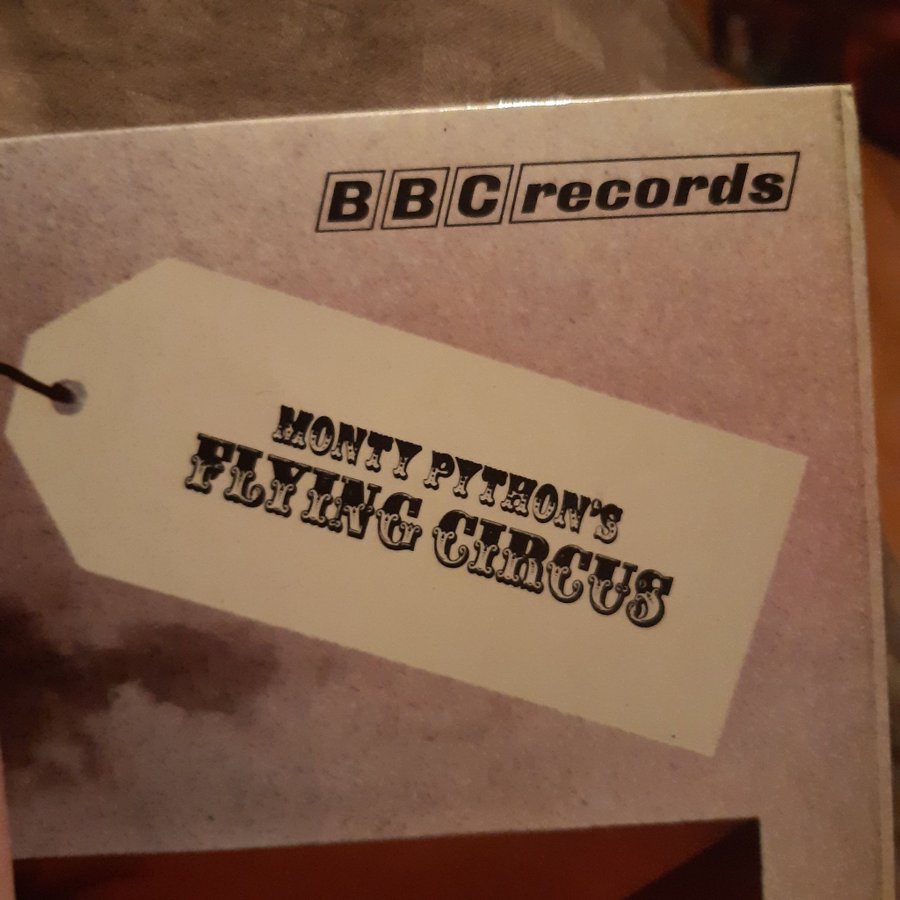 BBC records
MONTY PYTHON'S
FLYING CIRCUS